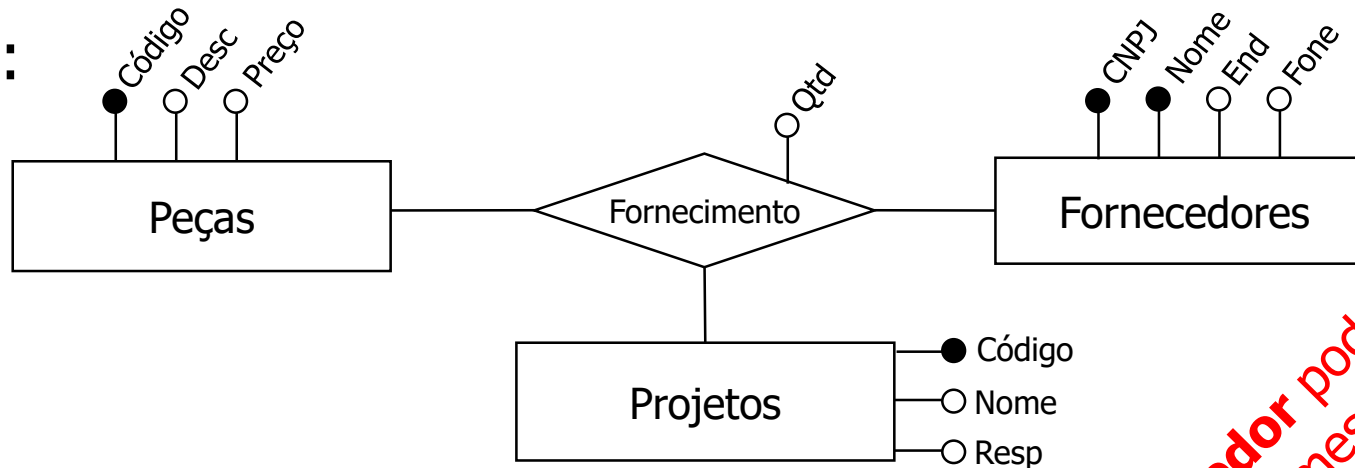 :
Código
Desc
Preço
Qtd
CNPJ
Nome
End
Fone
Peças
Fornecimento
Fornecedores
Projetos
Código
Nome
Resp